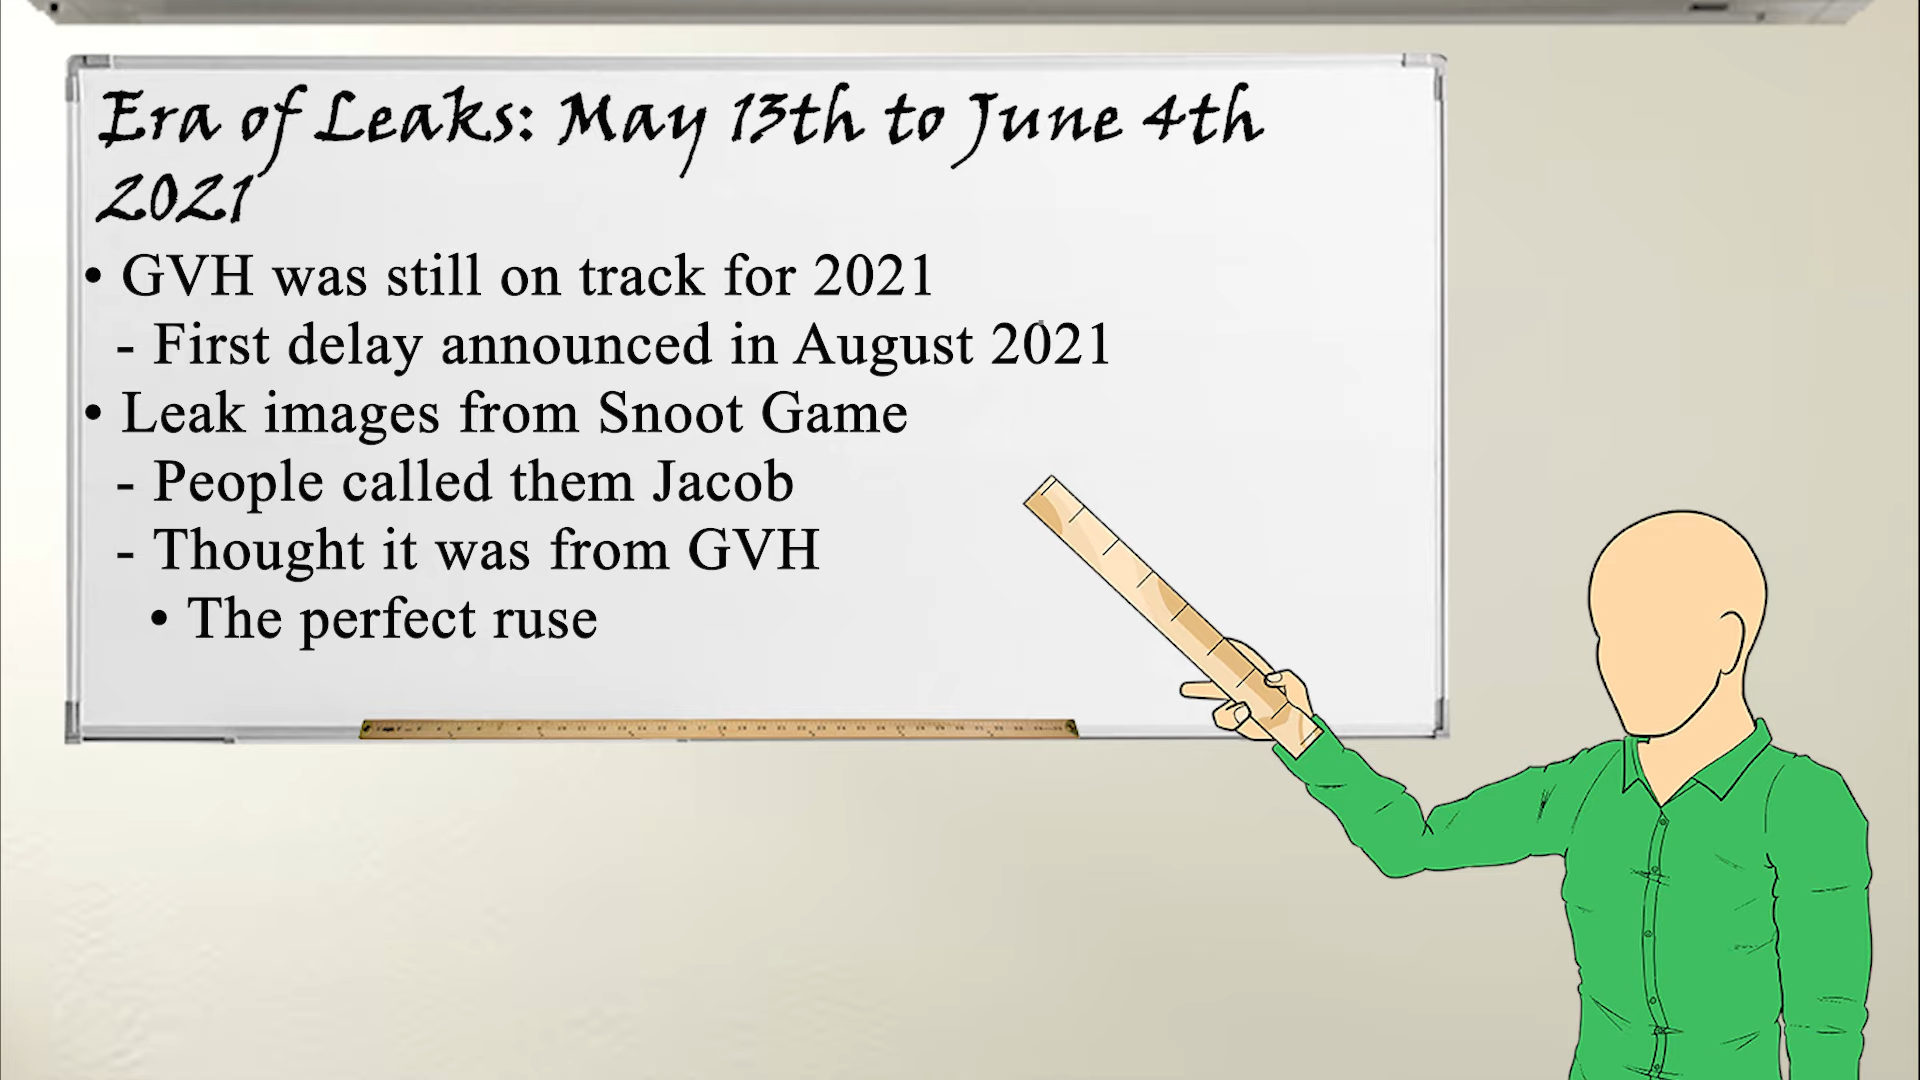 Era of Leaks: May 13th to June 4th
2021
• GVH was still on track for 2021
- First delay announced in August 2021
• Leak images from Snoot Game
- People called them Jacob
- Thought it was from GVH
• The perfect ruse